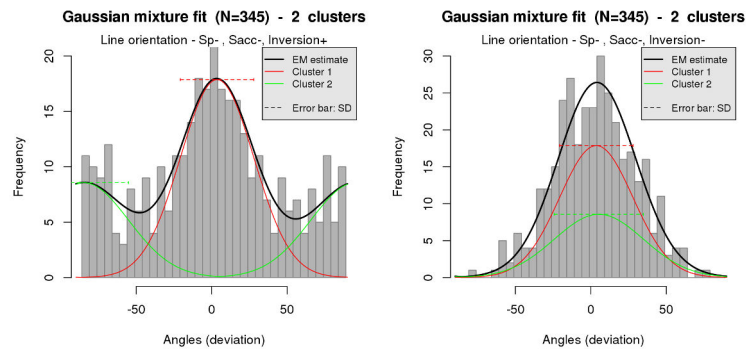 Gaussian mixture fit (N=345) - 2 clusters
Line orientation - Sp- , Sacc-, Inversion+
EM estimate
Cluster 1
Cluster 2
Error bar: SD
Frequency
20
15
10
5
0
-50 0 50
Angles (deviation)
Gaussian mixture fit (N=345) - 2 clusters
Line orientation - Sp- , Sacc-, Inversion-
EM estimate
Cluster 1
Cluster 2
Error bar: SD
Frequency
30
25
20
15
10
5
0
-50 0 50
Angles (deviation)